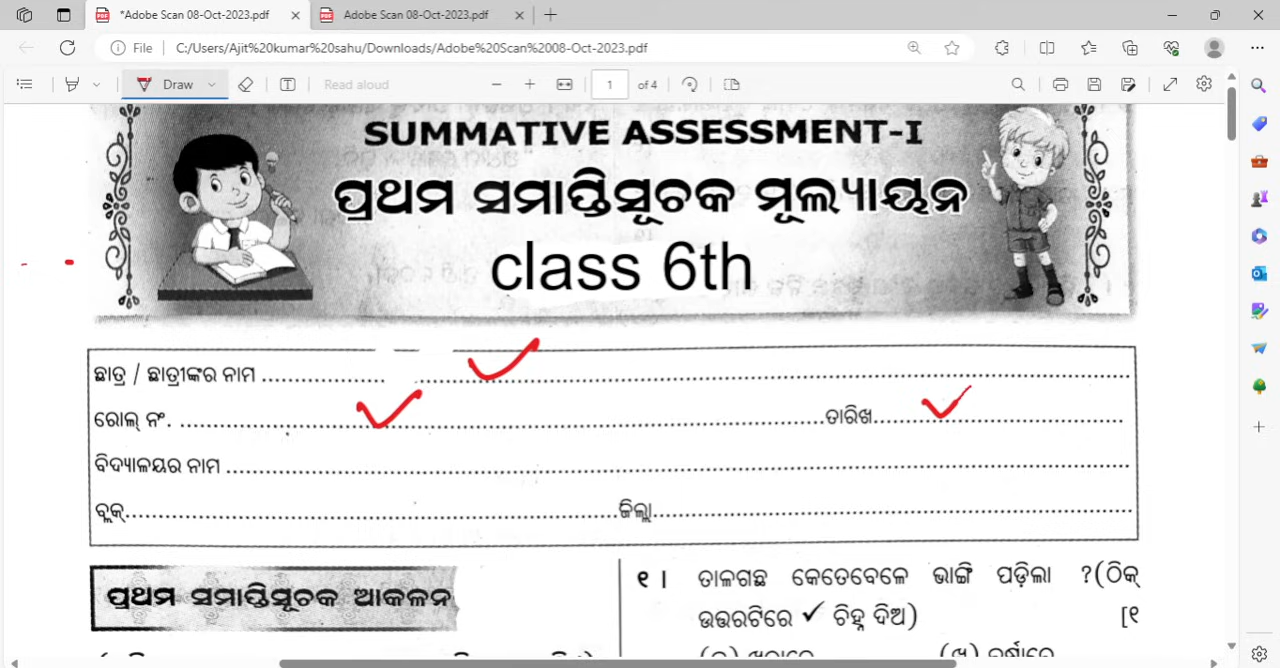 *Adobe Scan 08-Oct-2023.pdf
Adobe Scan 08-Oct-2023.pdf
File
C:/Users/Ajit%20kumar%20sahu/Downloads/Adobe%20Scan%2008-Oct-2023.pdf
Draw
Read aloud
1 of 4
SUMMATIVE ASSESSMENT-I
ପ୍ରଥମ ସମାପ୍ତିସୂଚକ ମୂଲ୍ୟାୟନ
class 6th
ଛାତ୍ର / ଛାତ୍ରୀଙ୍କର ନାମ
ରୋଲ୍ ନଂ. ତାରିଖ
ବିଦ୍ୟାଳୟର ନାମ
ବ୍ଲକ୍ ଜିଲ୍ଲା
ପ୍ରଥମ ସମାପ୍ତିସୂଚକ ଆକଳନ
୧ । ତାଳଗଛ କେତେବେଳେ ଭାଙ୍ଗି ପଡ଼ିଲା ?(ଠିକ୍
ଉତ୍ତରଟିରେ ✓ ଚିହ୍ନ ଦିଅ) [୧